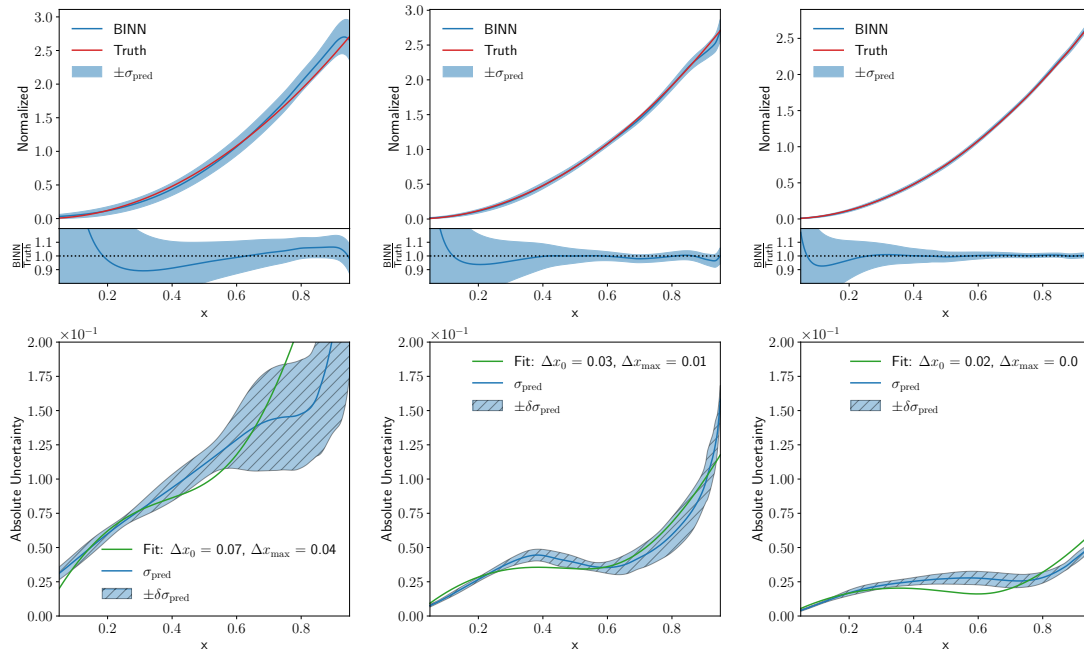 3.0
2.5
2.0
1.5
1.0
0.5
0.0
Normalized
BINN
Truth
±σpred
1.1
1.0
0.9
BINN
Truth
0.2 0.4 0.6 0.8
x
3.0
2.5
2.0
1.5
1.0
0.5
0.0
Normalized
BINN
Truth
±σpred
1.1
1.0
0.9
BINN
Truth
0.2 0.4 0.6 0.8
x
2.5
2.0
1.5
1.0
0.5
0.0
Normalized
BINN
Truth
±σpred
1.1
1.0
0.9
BINN
Truth
0.2 0.4 0.6 0.8
x
×10⁻¹
2.00
1.75
1.50
1.25
1.00
0.75
0.50
0.25
0.00
Absolute Uncertainty
Fit: Δx₀ = 0.07, Δxmax = 0.04
σpred
±δσpred
0.2 0.4 0.6 0.8
x
×10⁻¹
2.00
1.75
1.50
1.25
1.00
0.75
0.50
0.25
0.00
Absolute Uncertainty
Fit: Δx₀ = 0.03, Δxmax = 0.01
σpred
±δσpred
0.2 0.4 0.6 0.8
x
×10⁻¹
2.00
1.75
1.50
1.25
1.00
0.75
0.50
0.25
0.00
Absolute Uncertainty
Fit: Δx₀ = 0.02, Δxmax = 0.0
σpred
±δσpred
0.2 0.4 0.6 0.8
x